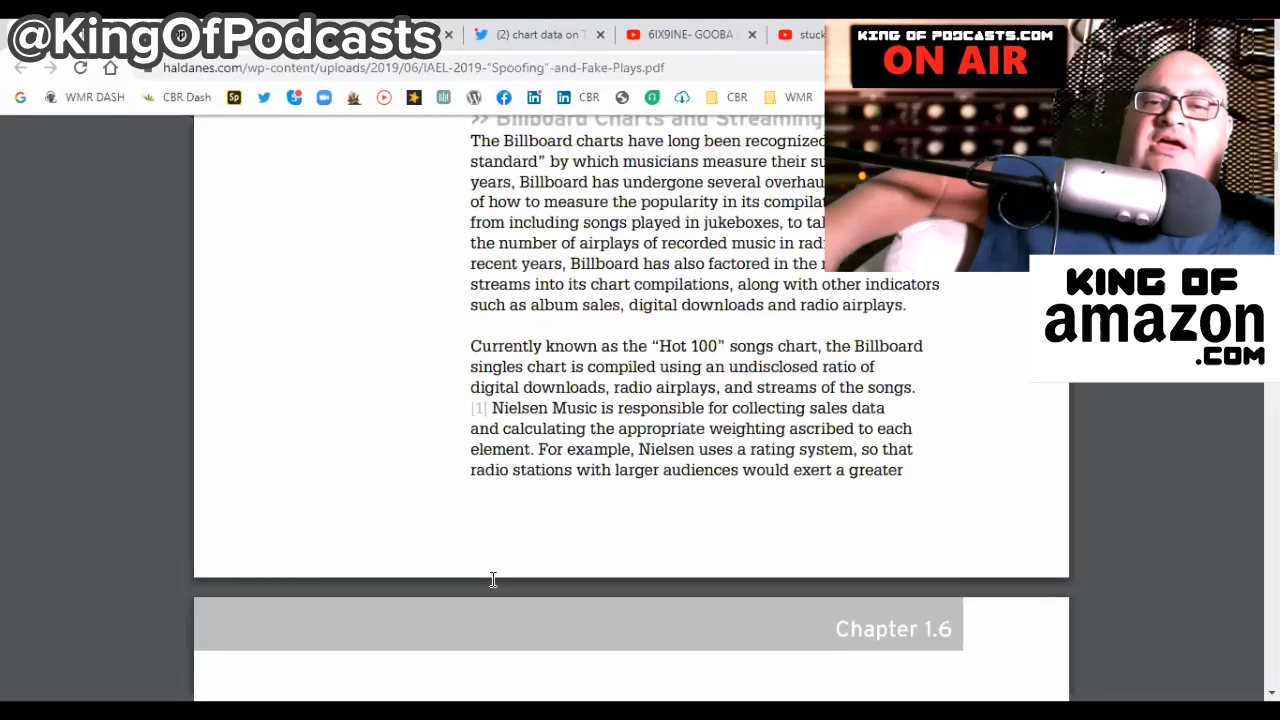 @KingOfPodcasts
(2) chart data on T
6IX9INE- GOOBA
stuck
haldanes.com/wp-content/uploads/2019/06/IAEL-2019-"Spoofing"-and-Fake-Plays.pdf
WMR DASH
CBR Dash
CBR
CBR
WMR
KING OF PODCASTS.COM
ON AIR
KING OF
amazon
.COM
>> Billboard Charts and Streaming
The Billboard charts have long been recognized
standard” by which musicians measure their su
years, Billboard has undergone several overhau
of how to measure the popularity in its compilat
from including songs played in jukeboxes, to tal
the number of airplays of recorded music in radi
recent years, Billboard has also factored in the
streams into its chart compilations, along with other indicators
such as album sales, digital downloads and radio airplays.
Currently known as the “Hot 100” songs chart, the Billboard
singles chart is compiled using an undisclosed ratio of
digital downloads, radio airplays, and streams of the songs.
[1] Nielsen Music is responsible for collecting sales data
and calculating the appropriate weighting ascribed to each
element. For example, Nielsen uses a rating system, so that
radio stations with larger audiences would exert a greater
Chapter 1.6